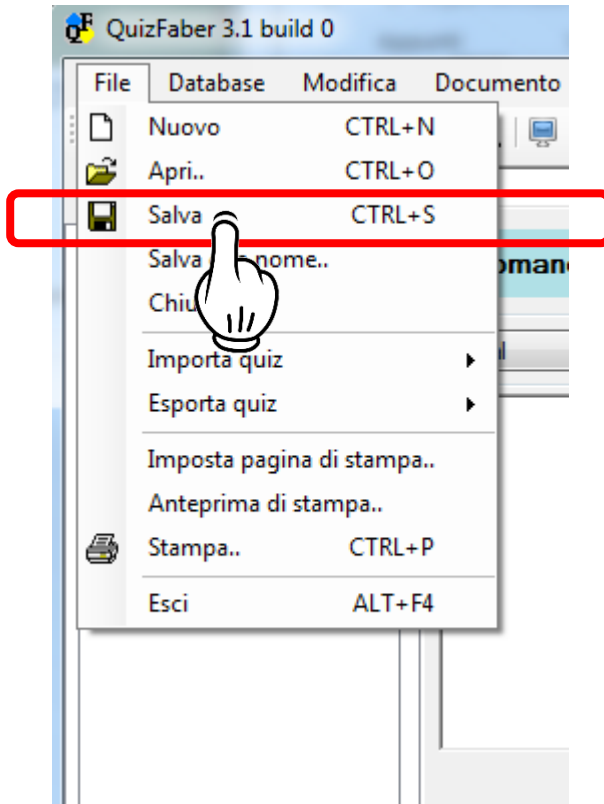 QuizFaber 3.1 build 0
File Database Modifica Documento
Nuovo CTRL+N
Apri.. CTRL+O
Salva CTRL+S
Salva nome..
Importa quiz
Esporta quiz
Imposta pagina di stampa..
Anteprima di stampa..
Stampa.. CTRL+P
Esci ALT+F4